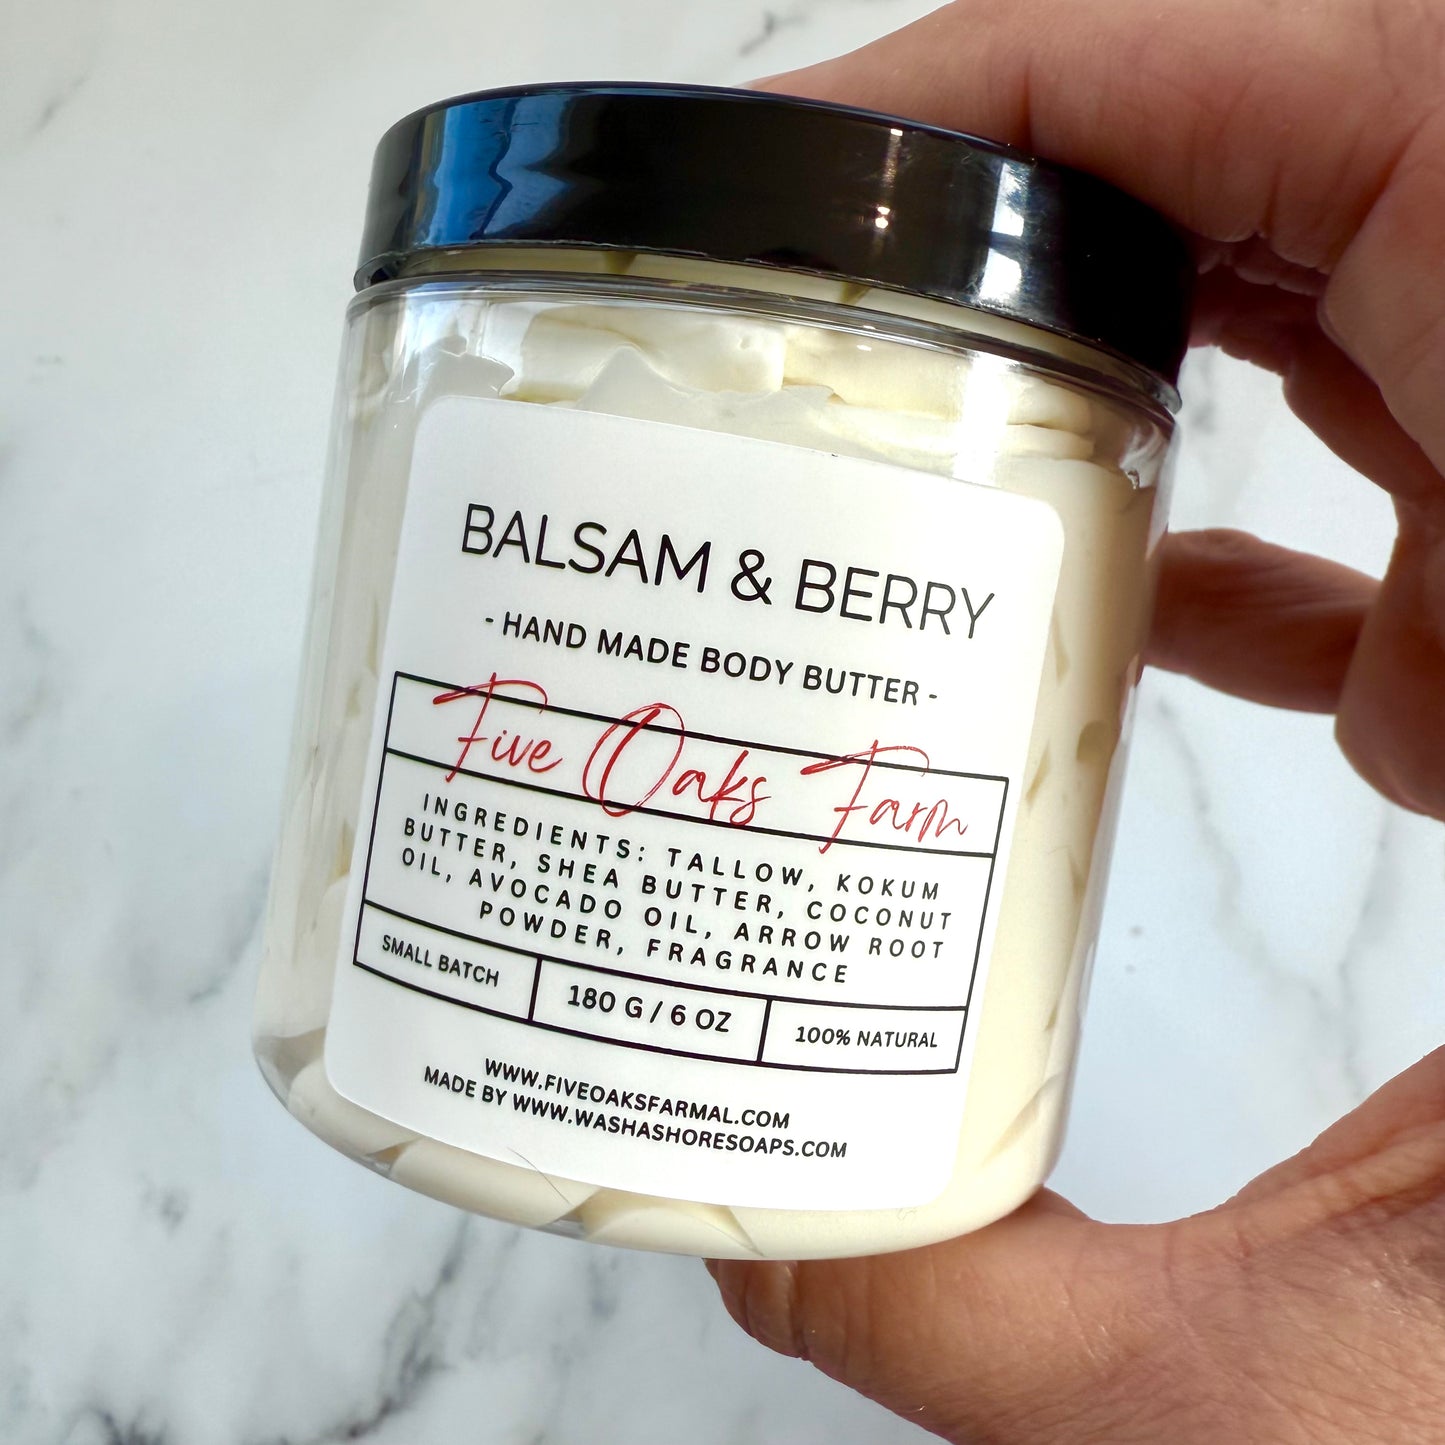 BALSAM & BERRY
- HAND MADE BODY BUTTER -
Five Oaks Farm
INGREDIENTS: TALLOW, KOKUM
BUTTER, SHEA BUTTER, COCONUT
OIL, AVOCADO OIL, ARROW ROOT
POWDER, FRAGRANCE
SMALL BATCH
180 G / 6 OZ
100% NATURAL
WWW.FIVEOAKSFARMAL.COM
MADE BY WWW.WASHASHORESOAPS.COM